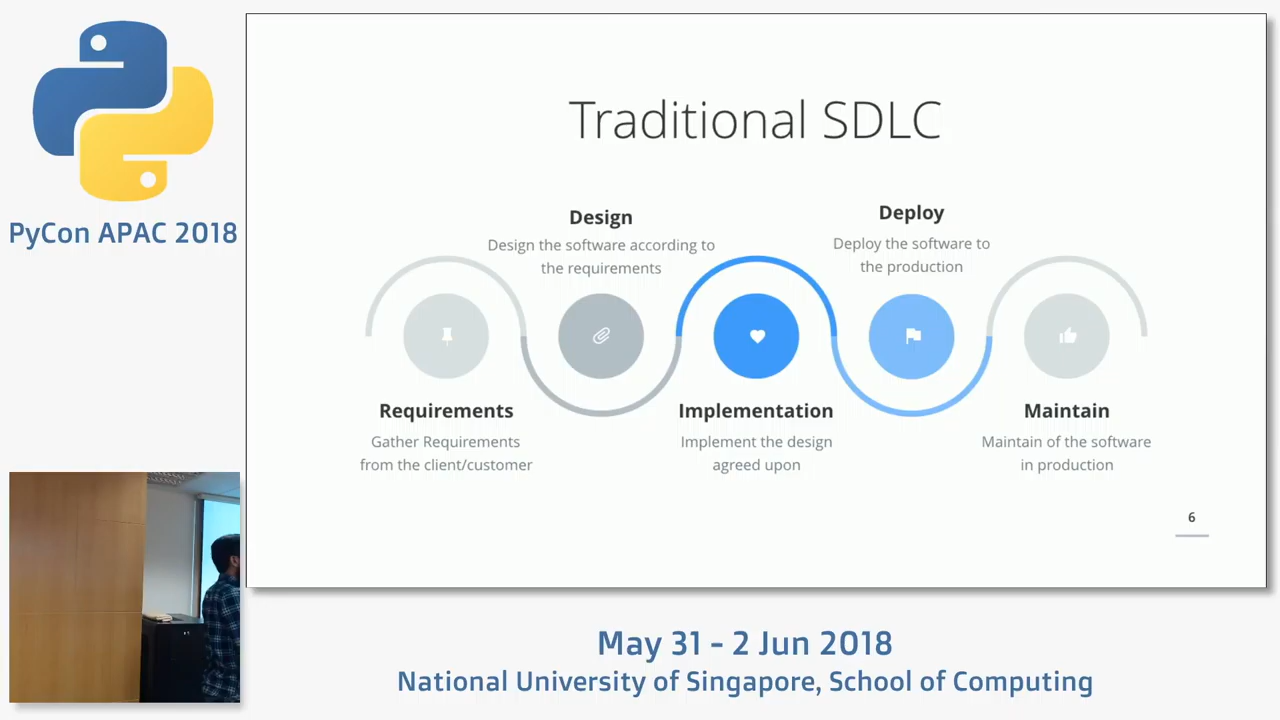 PyCon APAC 2018
Traditional SDLC
Design
Design the software according to
the requirements
Deploy
Deploy the software to
the production
Requirements
Gather Requirements
from the client/customer
Implementation
Implement the design
agreed upon
Maintain
Maintain of the software
in production
6
May 31 - 2 Jun 2018
National University of Singapore, School of Computing